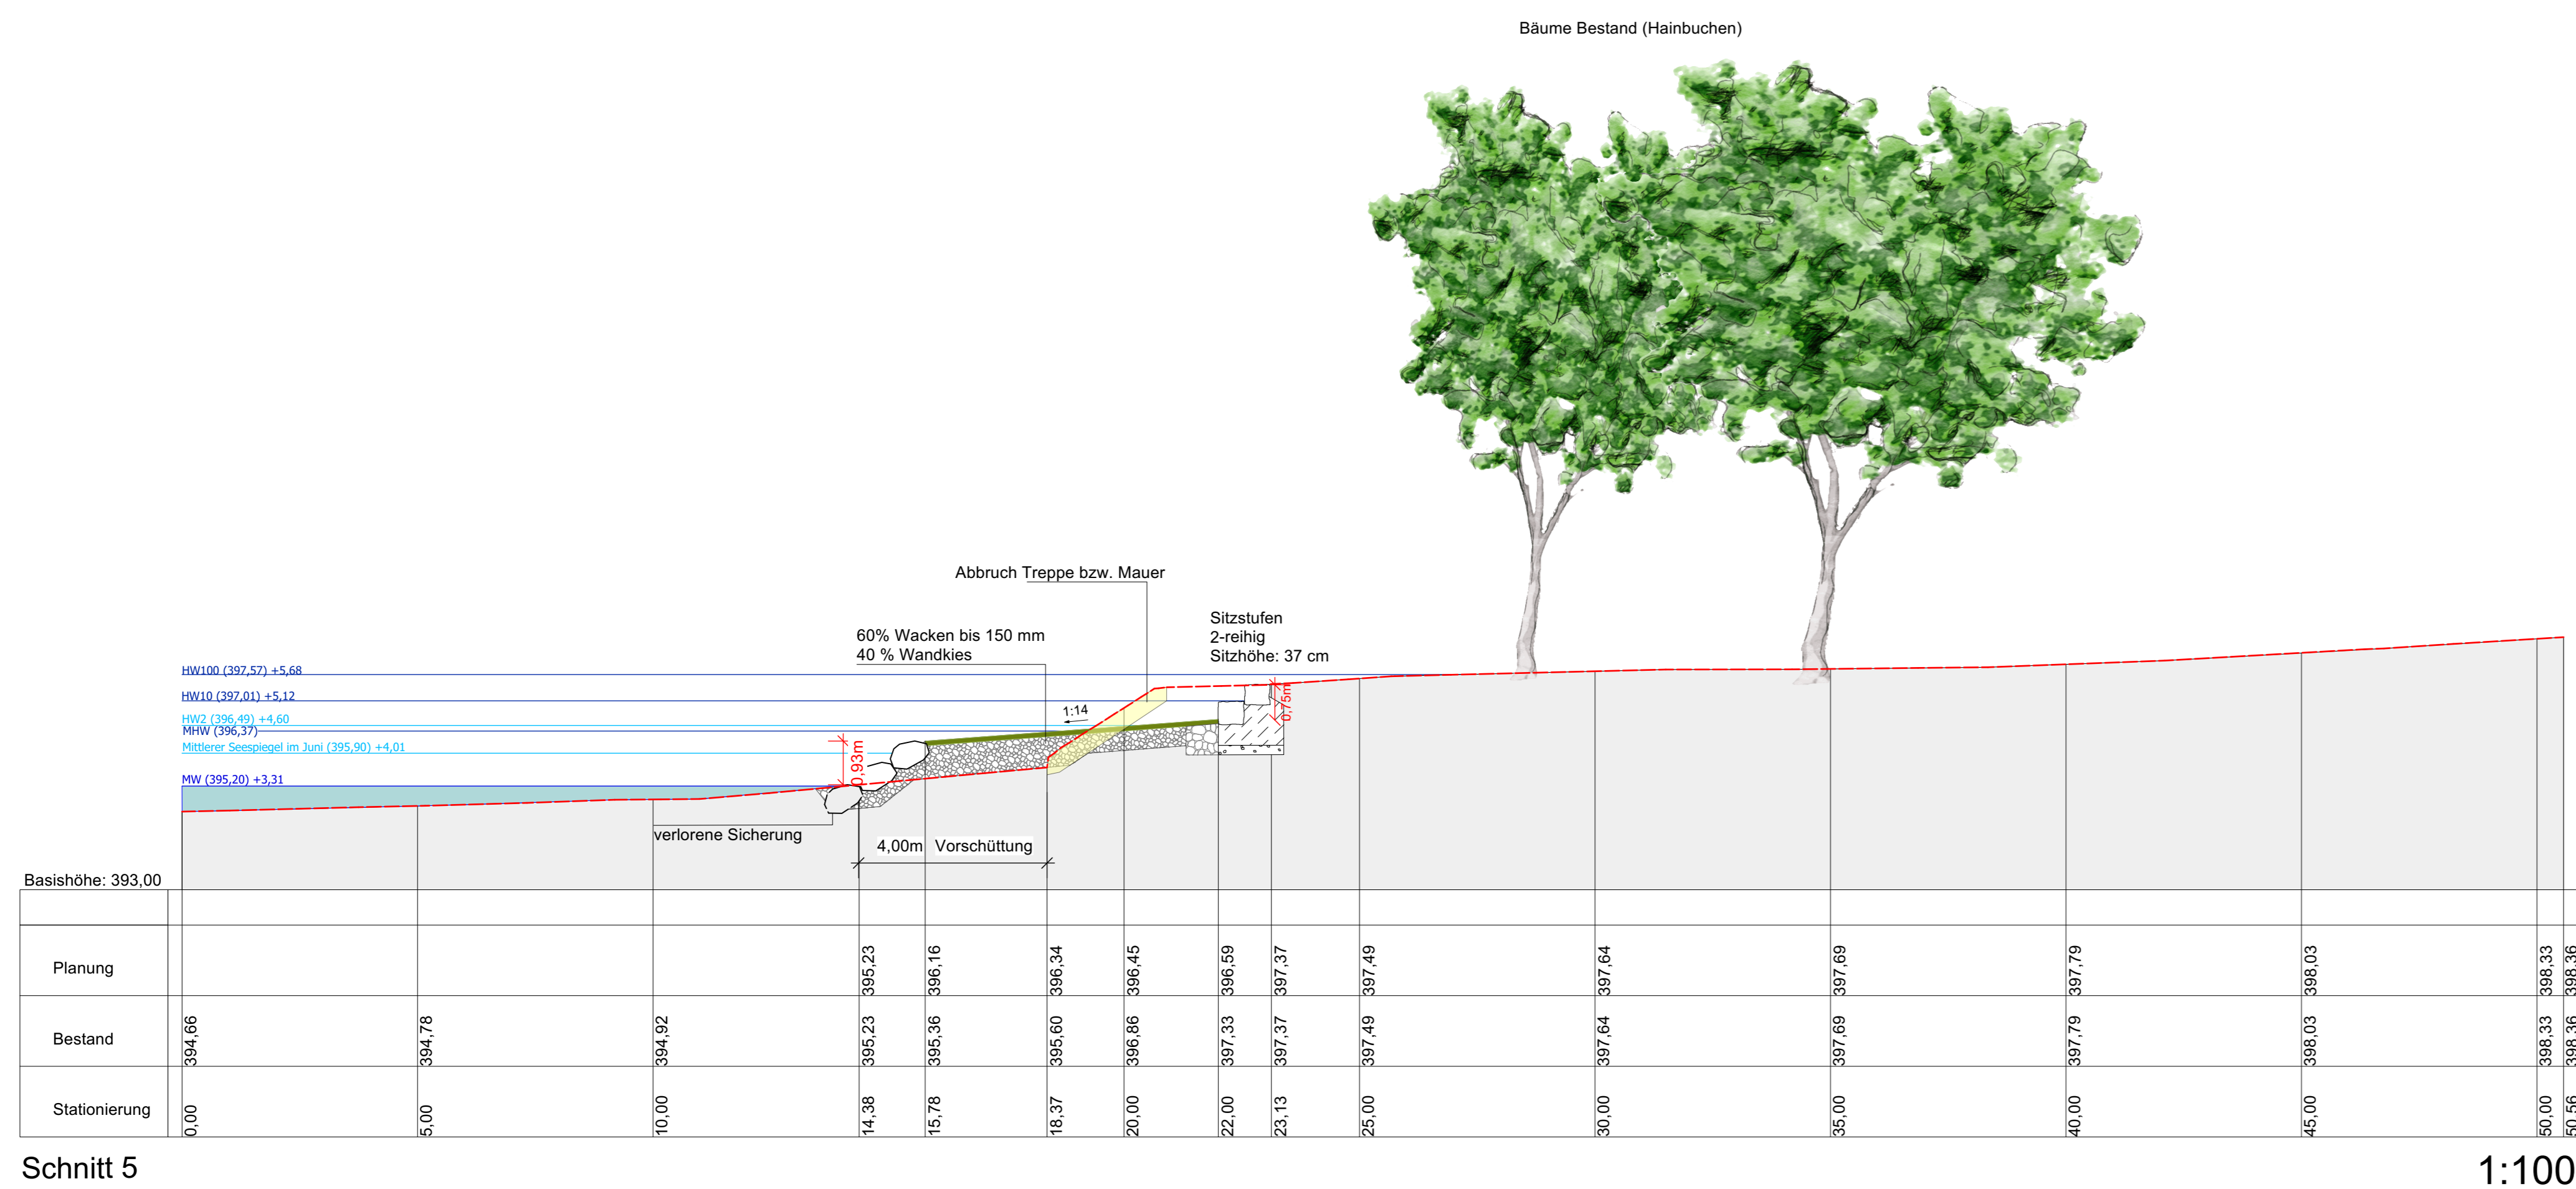 Bäume Bestand (Hainbuchen)
Abbruch Treppe bzw. Mauer
Sitzstufen
2-reihig
Sitzhöhe: 37 cm
60% Wacken bis 150 mm
40 % Wandkies
HW100 (397,57) +5,68
HW10 (397,01) +5,12
HW2 (396,49) +4,60
MHW (396,37)
Mittlerer Seespiegel im Juni (395,90) +4,01
MW (395,20) +3,31
1:14
0,75m
0,93m
verlorene Sicherung
4,00m Vorschüttung
Basishöhe: 393,00
Planung 395,23 396,16 396,34 396,45 396,59 397,37 397,49 397,64 397,69 397,79 398,03 398,33 398,36
Bestand 394,66 394,78 394,92 395,23 395,36 395,60 396,86 397,33 397,37 397,49 397,64 397,69 397,79 398,03 398,33 398,36
Stationierung 0,00 5,00 10,00 14,38 15,78 18,37 20,00 22,00 23,13 25,00 30,00 35,00 40,00 45,00 50,00 50,56
Schnitt 5
1:100